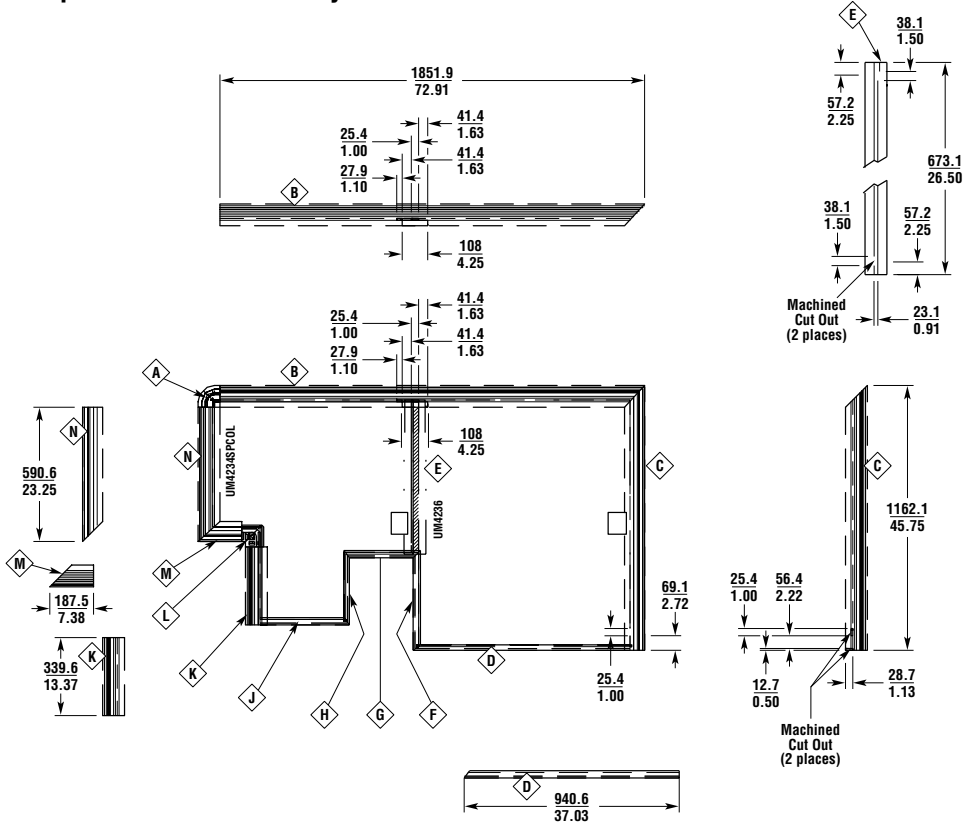 E
38.1
1.50
1851.9
72.91
41.4
1.63
25.4
1.00
41.4
1.63
27.9
1.10
57.2
2.25
673.1
26.50
B
38.1
1.50
57.2
2.25
108
4.25
Machined
Cut Out
(2 places)
23.1
0.91
41.4
1.63
25.4
1.00
41.4
1.63
27.9
1.10
A
B
N
590.6
23.25
N
UM4234SPCOL
108
4.25
E
UM4236
C
C
1162.1
45.75
M
187.5
7.38
M
L
K
339.6
13.37
K
J
H
G
F
D
69.1
2.72
25.4
1.00
25.4
1.00
56.4
2.22
12.7
0.50
28.7
1.13
Machined
Cut Out
(2 places)
D
940.6
37.03